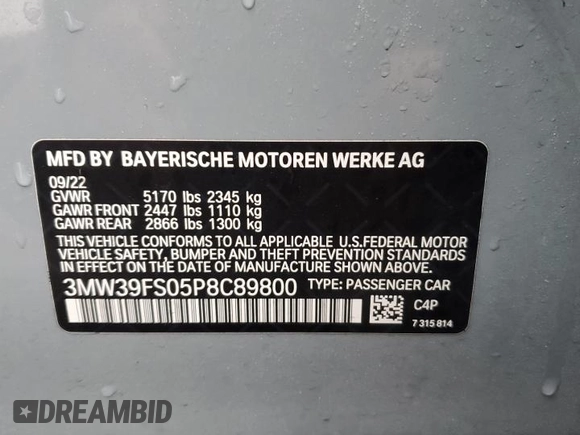 MFD BY BAYERISCHE MOTOREN WERKE AG
09/22
GVWR 5170 lbs 2345 kg
GAWR FRONT 2447 lbs 1110 kg
GAWR REAR 2866 lbs 1300 kg
THIS VEHICLE CONFORMS TO ALL APPLICABLE U.S.FEDERAL MOTOR
VEHICLE SAFETY, BUMPER AND THEFT PREVENTION STANDARDS
IN EFFECT ON THE DATE OF MANUFACTURE SHOWN ABOVE.
3MW39FS05P8C89800 TYPE: PASSENGER CAR
C4P
7 315 814
DREAMBID